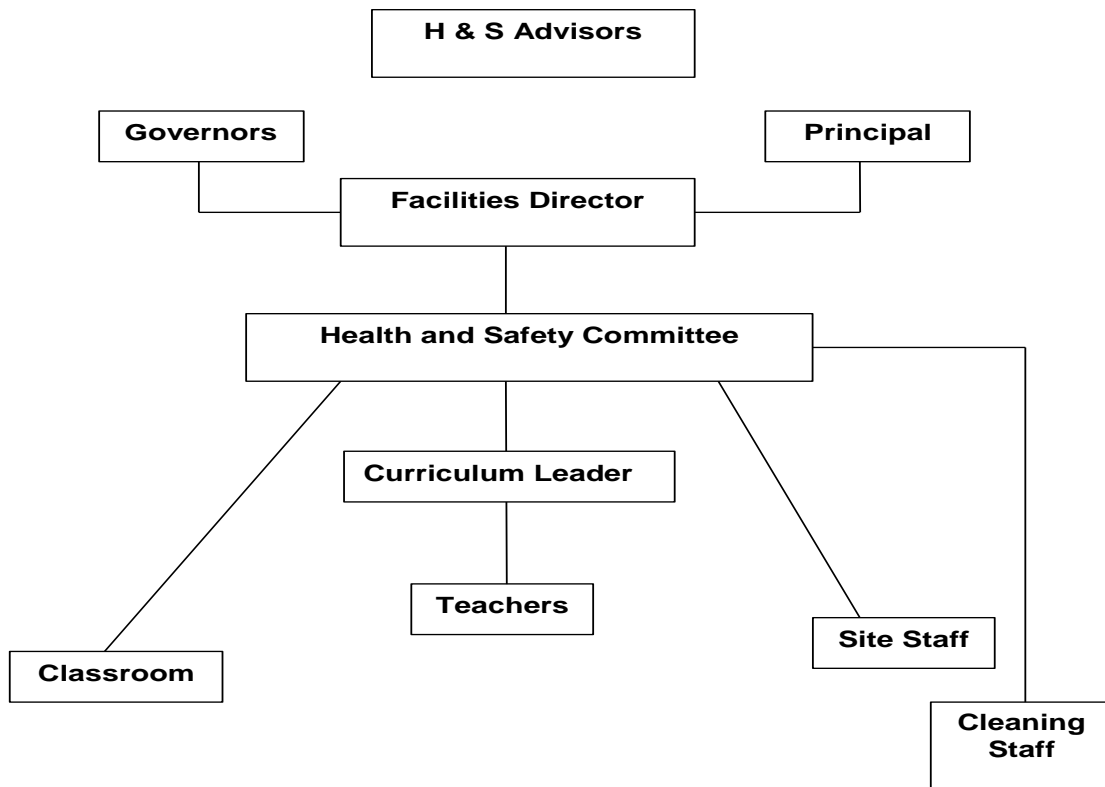 H & S Advisors
Governors
Principal
Facilities Director
Health and Safety Committee
Curriculum Leader
Teachers
Site Staff
Classroom
Cleaning
Staff